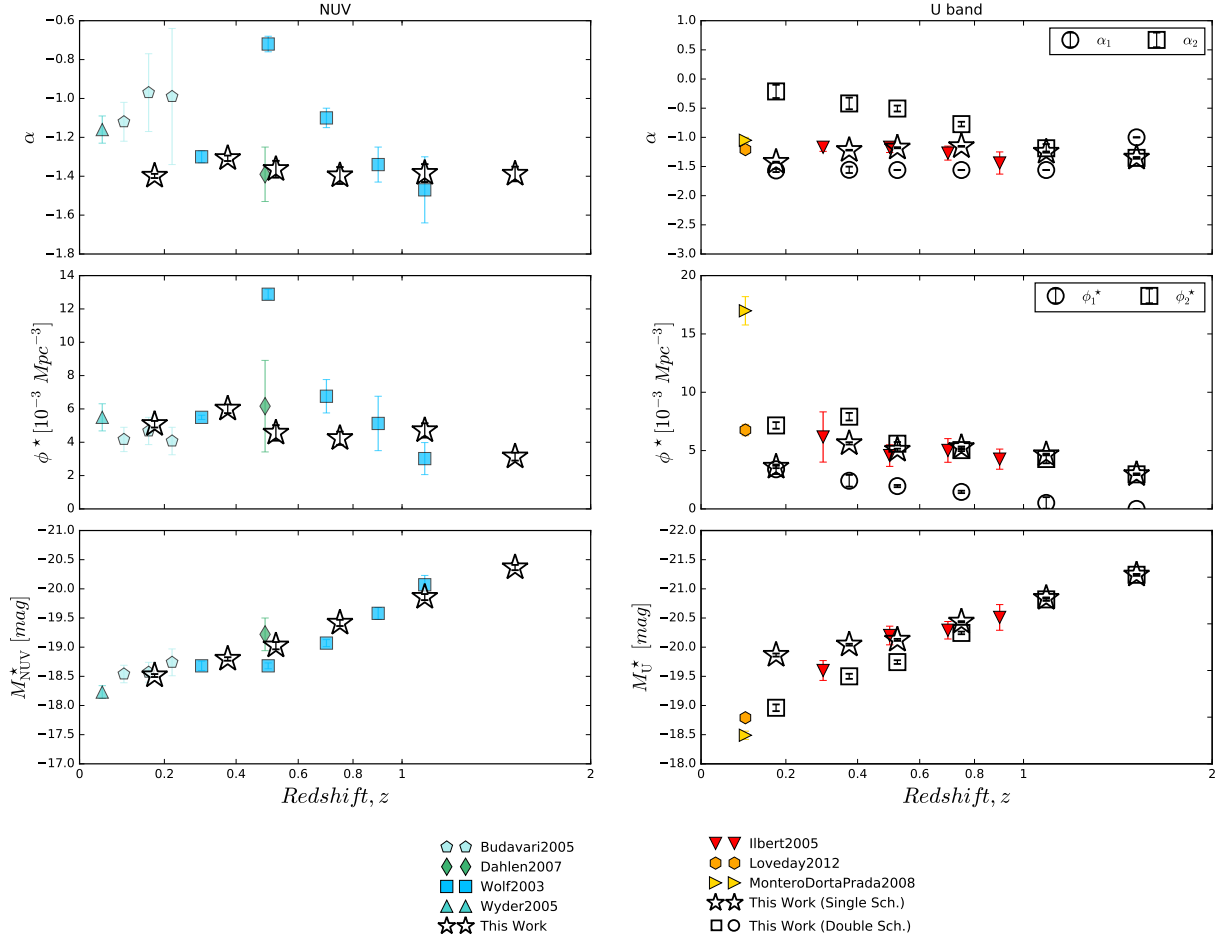 NUV
U band
−0.6
−0.8
−1.0
−1.2
−1.4
−1.6
−1.8
α
1.0
0.5
0.0
−0.5
−1.0
−1.5
−2.0
−2.5
−3.0
α
α₁ α₂
14
12
10
8
6
4
2
0
ϕ* [10⁻³ Mpc⁻³]
20
15
10
5
0
ϕ* [10⁻³ Mpc⁻³]
ϕ₁* ϕ₂*
−21.0
−20.5
−20.0
−19.5
−19.0
−18.5
−18.0
−17.5
−17.0
M*NUV [mag]
0 0.2 0.4 0.6 0.8 1 2
Redshift, z
−22.0
−21.5
−21.0
−20.5
−20.0
−19.5
−19.0
−18.5
−18.0
M*U [mag]
0 0.2 0.4 0.6 0.8 1 2
Redshift, z
Budavari2005
Dahlen2007
Wolf2003
Wyder2005
This Work
Ilbert2005
Loveday2012
MonteroDortaPrada2008
This Work (Single Sch.)
This Work (Double Sch.)